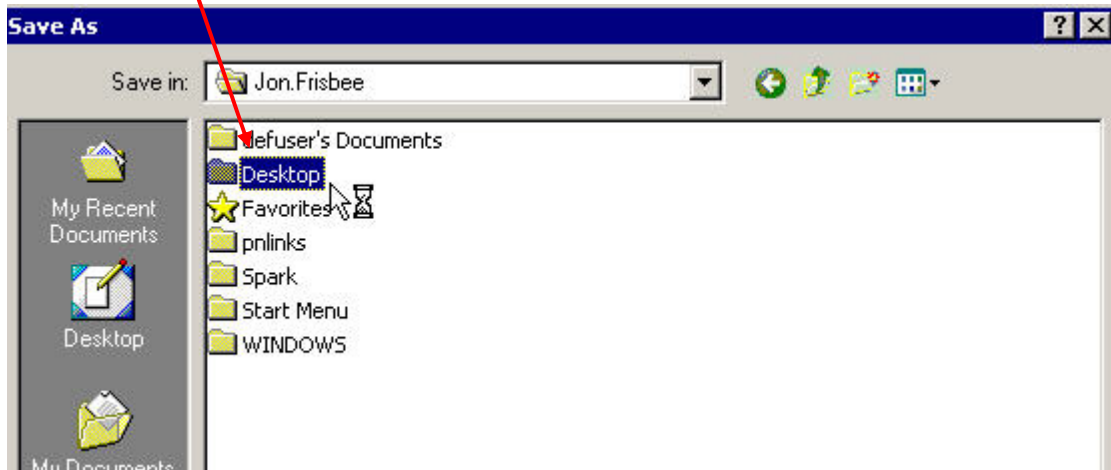 Save As
Save in:
Jon.Frisbee
defuser's Documents
Desktop
Favorites
pnlinks
Spark
Start Menu
WINDOWS
My Recent
Documents
Desktop
My Documents